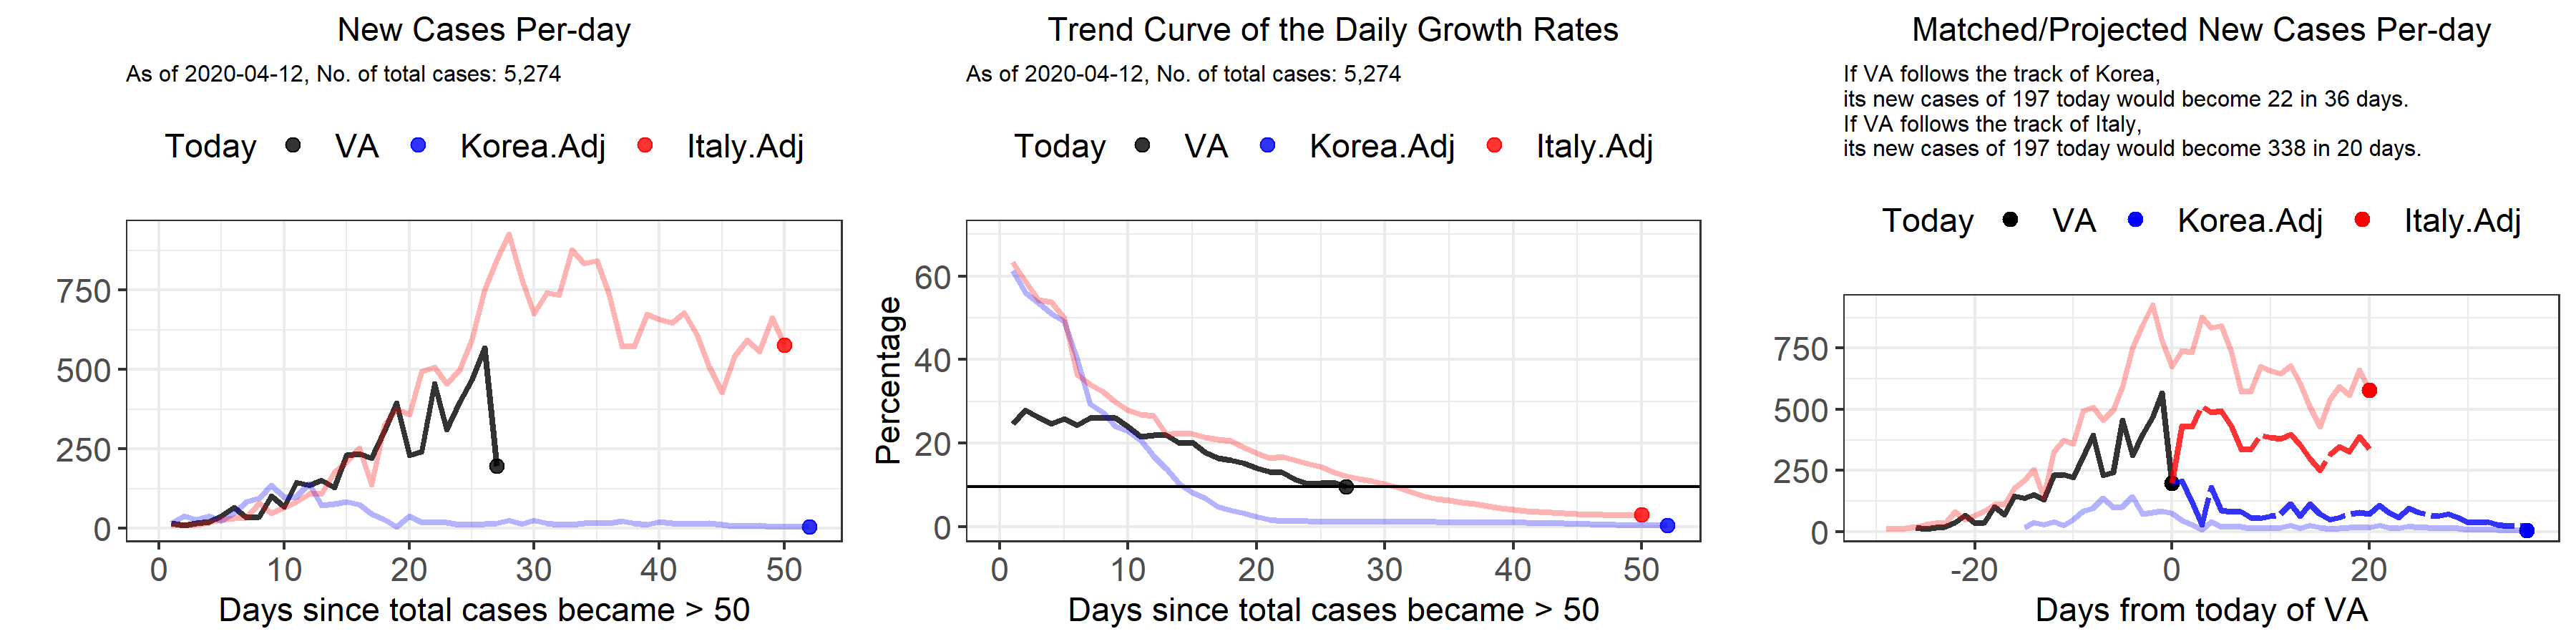 New Cases Per-day
As of 2020-04-12, No. of total cases: 5,274
Today VA Korea.Adj Italy.Adj
750
500
250
0
0 10 20 30 40 50
Days since total cases became > 50
Trend Curve of the Daily Growth Rates
As of 2020-04-12, No. of total cases: 5,274
Today VA Korea.Adj Italy.Adj
Percentage
60
40
20
0
0 10 20 30 40 50
Days since total cases became > 50
Matched/Projected New Cases Per-day
If VA follows the track of Korea,
its new cases of 197 today would become 22 in 36 days.
If VA follows the track of Italy,
its new cases of 197 today would become 338 in 20 days.
Today VA Korea.Adj Italy.Adj
750
500
250
0
-20 0 20
Days from today of VA